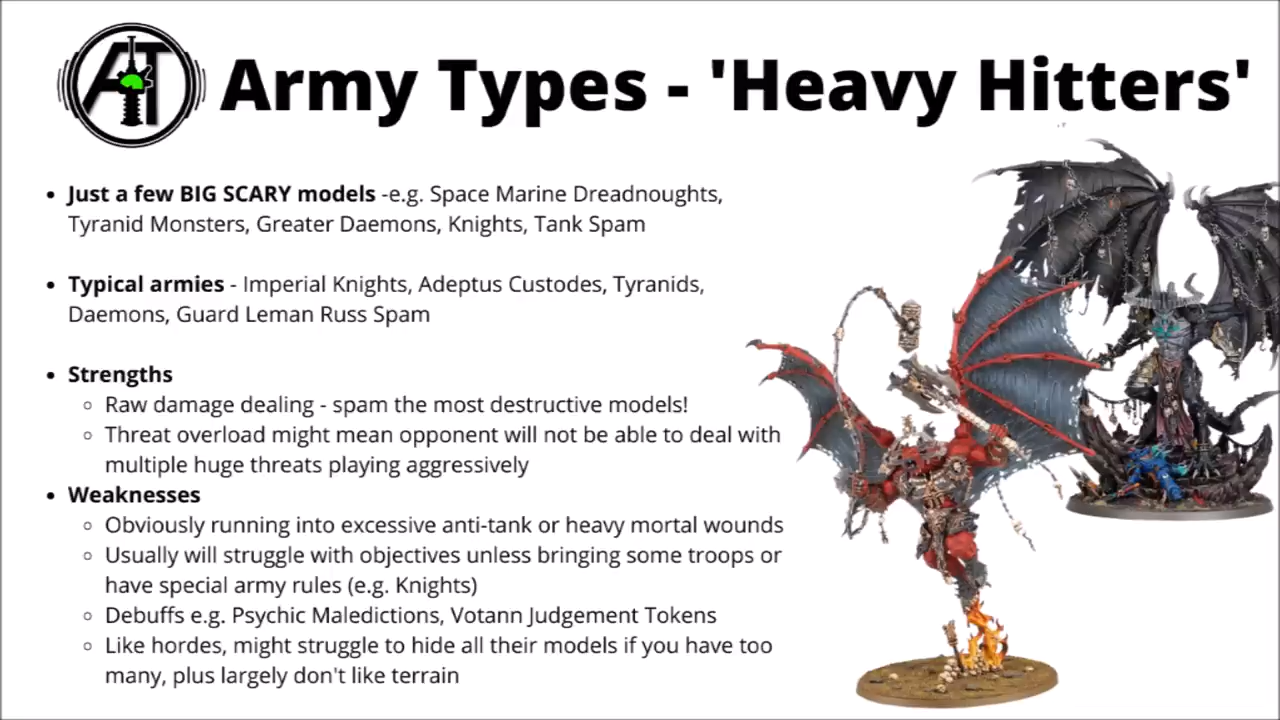 AT
Army Types - 'Heavy Hitters'
• Just a few BIG SCARY models -e.g. Space Marine Dreadnoughts,
Tyranid Monsters, Greater Daemons, Knights, Tank Spam
• Typical armies - Imperial Knights, Adeptus Custodes, Tyranids,
Daemons, Guard Leman Russ Spam
• Strengths
○ Raw damage dealing - spam the most destructive models!
○ Threat overload might mean opponent will not be able to deal with
multiple huge threats playing aggressively
• Weaknesses
○ Obviously running into excessive anti-tank or heavy mortal wounds
○ Usually will struggle with objectives unless bringing some troops or
have special army rules (e.g. Knights)
○ Debuffs e.g. Psychic Maledictions, Votann Judgement Tokens
○ Like hordes, might struggle to hide all their models if you have too
many, plus largely don't like terrain